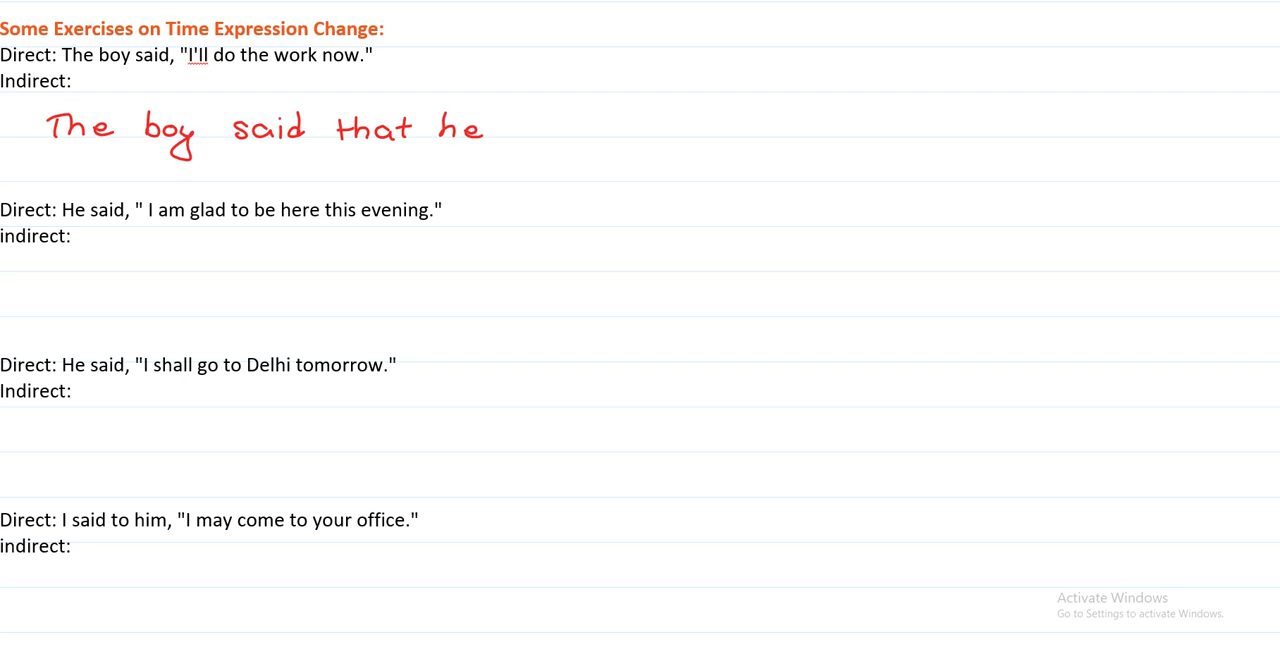 Some Exercises on Time Expression Change:
Direct: The boy said, "I'll do the work now."
Indirect:
The boy said that he
Direct: He said, " I am glad to be here this evening."
indirect:
Direct: He said, "I shall go to Delhi tomorrow."
Indirect:
Direct: I said to him, "I may come to your office."
indirect:
Activate Windows
Go to Settings to activate Windows.